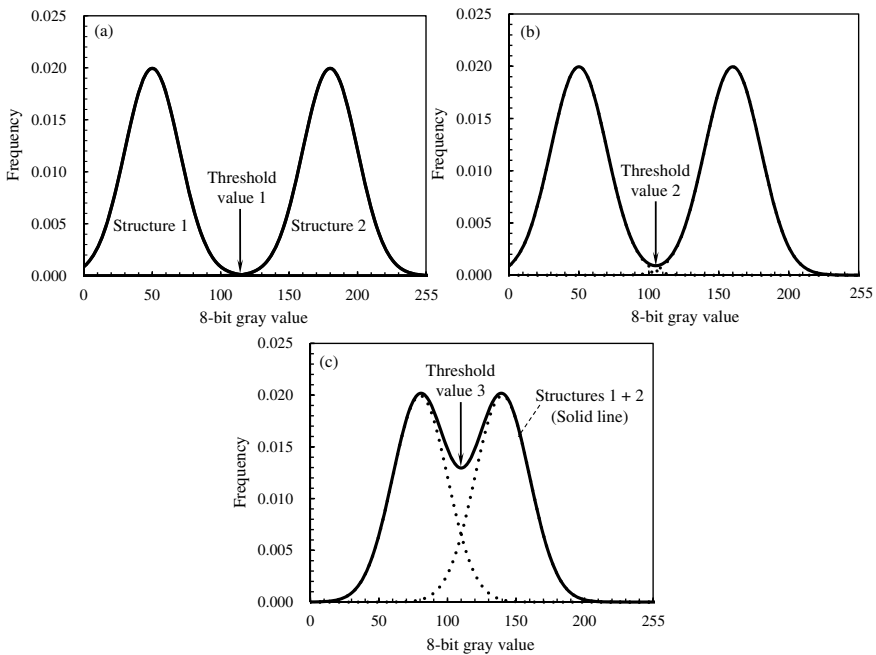 (a)
0.025
0.020
0.015
0.010
0.005
0.000
Frequency
Threshold
value 1
Structure 1
Structure 2
0
50
100
150
200
255
8-bit gray value
(b)
0.025
0.020
0.015
0.010
0.005
0.000
Frequency
Threshold
value 2
0
50
100
150
200
255
8-bit gray value
(c)
0.025
0.020
0.015
0.010
0.005
0.000
Frequency
Threshold
value 3
Structures 1 + 2
(Solid line)
0
50
100
150
200
255
8-bit gray value